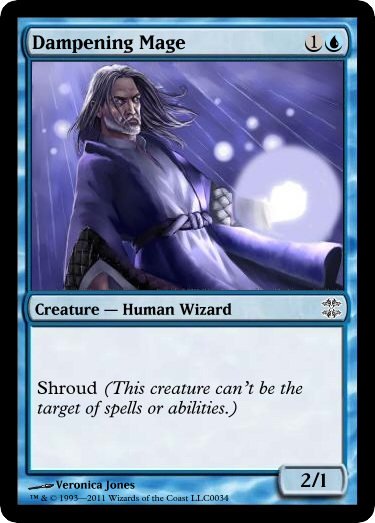 Dampening Mage 1
Creature — Human Wizard
Shroud (This creature can't be the
target of spells or abilities.)
Veronica Jones
2/1
™ & © 1993—2011 Wizards of the Coast LLC0034